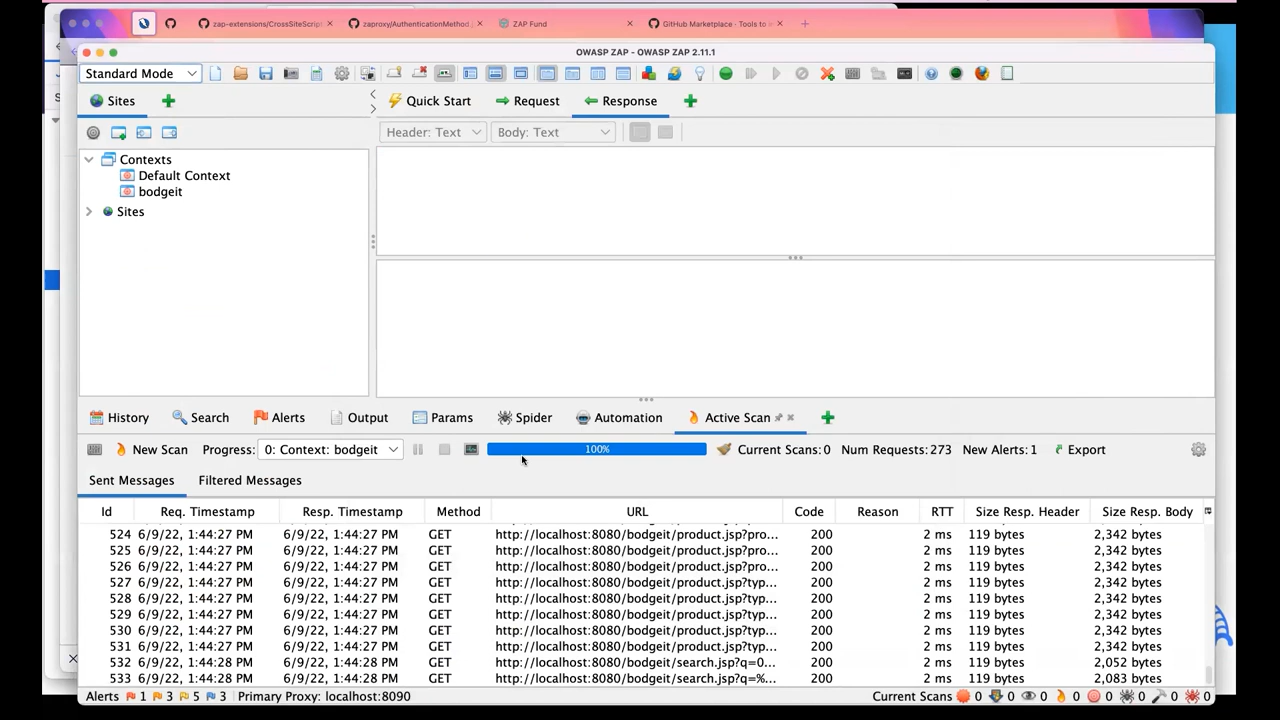 zap-extensions/CrossSiteScript
zaproxy/AuthenticationMethod
ZAP Fund
GitHub Marketplace · Tools to
OWASP ZAP - OWASP ZAP 2.11.1
Standard Mode
Sites
Quick Start
Request
Response
Header: Text
Body: Text
Contexts
Default Context
bodgeit
Sites
History
Search
Alerts
Output
Params
Spider
Automation
Active Scan
New Scan
Progress: 0: Context: bodgeit
100%
Current Scans:0
Num Requests:273
New Alerts:1
Export
Sent Messages
Filtered Messages
Id Req. Timestamp Resp. Timestamp Method URL Code Reason RTT Size Resp. Header Size Resp. Body
524 6/9/22, 1:44:27 PM 6/9/22, 1:44:27 PM GET http://localhost:8080/bodgeit/product.jsp?pro... 200 2 ms 119 bytes 2,342 bytes
525 6/9/22, 1:44:27 PM 6/9/22, 1:44:27 PM GET http://localhost:8080/bodgeit/product.jsp?pro... 200 2 ms 119 bytes 2,342 bytes
526 6/9/22, 1:44:27 PM 6/9/22, 1:44:27 PM GET http://localhost:8080/bodgeit/product.jsp?pro... 200 2 ms 119 bytes 2,342 bytes
527 6/9/22, 1:44:27 PM 6/9/22, 1:44:27 PM GET http://localhost:8080/bodgeit/product.jsp?typ... 200 2 ms 119 bytes 2,342 bytes
528 6/9/22, 1:44:27 PM 6/9/22, 1:44:27 PM GET http://localhost:8080/bodgeit/product.jsp?typ... 200 2 ms 119 bytes 2,342 bytes
529 6/9/22, 1:44:27 PM 6/9/22, 1:44:27 PM GET http://localhost:8080/bodgeit/product.jsp?typ... 200 2 ms 119 bytes 2,342 bytes
530 6/9/22, 1:44:27 PM 6/9/22, 1:44:27 PM GET http://localhost:8080/bodgeit/product.jsp?typ... 200 2 ms 119 bytes 2,342 bytes
531 6/9/22, 1:44:27 PM 6/9/22, 1:44:27 PM GET http://localhost:8080/bodgeit/product.jsp?typ... 200 2 ms 119 bytes 2,342 bytes
532 6/9/22, 1:44:28 PM 6/9/22, 1:44:28 PM GET http://localhost:8080/bodgeit/search.jsp?q=0... 200 2 ms 119 bytes 2,052 bytes
533 6/9/22, 1:44:28 PM 6/9/22, 1:44:28 PM GET http://localhost:8080/bodgeit/search.jsp?q=%... 200 2 ms 119 bytes 2,083 bytes
Alerts 1 3 5 3 Primary Proxy: localhost:8090
Current Scans 0 0 0 0 0 0 0 0